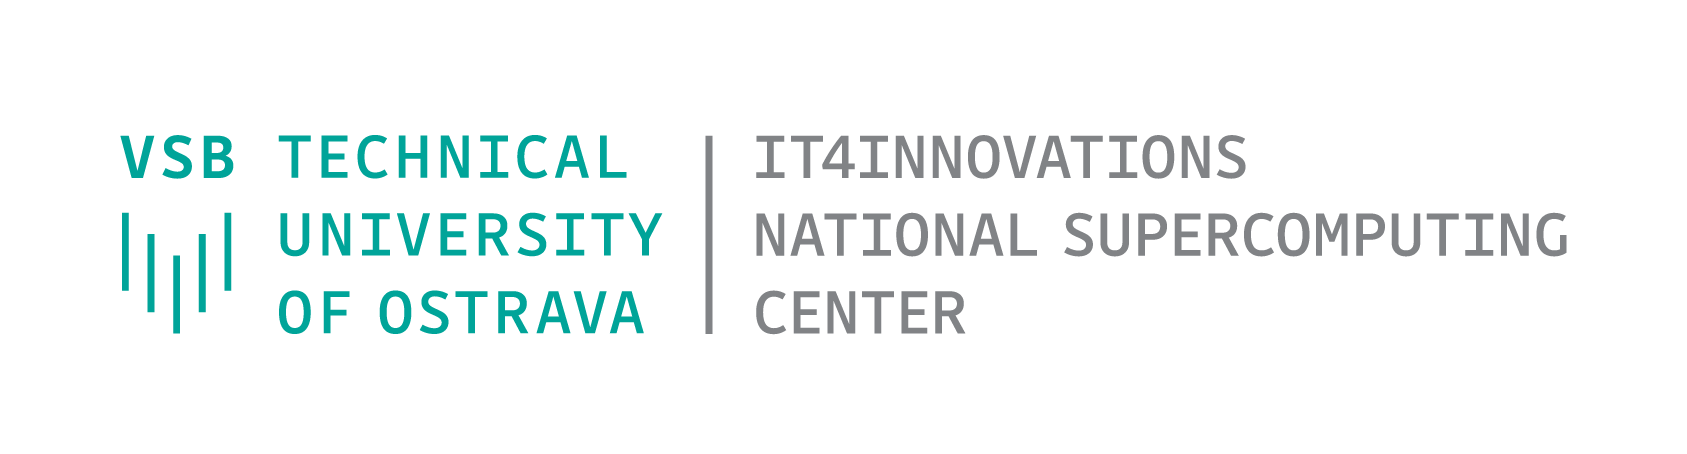 VSB TECHNICAL
UNIVERSITY
OF OSTRAVA
IT4INNOVATIONS
NATIONAL SUPERCOMPUTING
CENTER